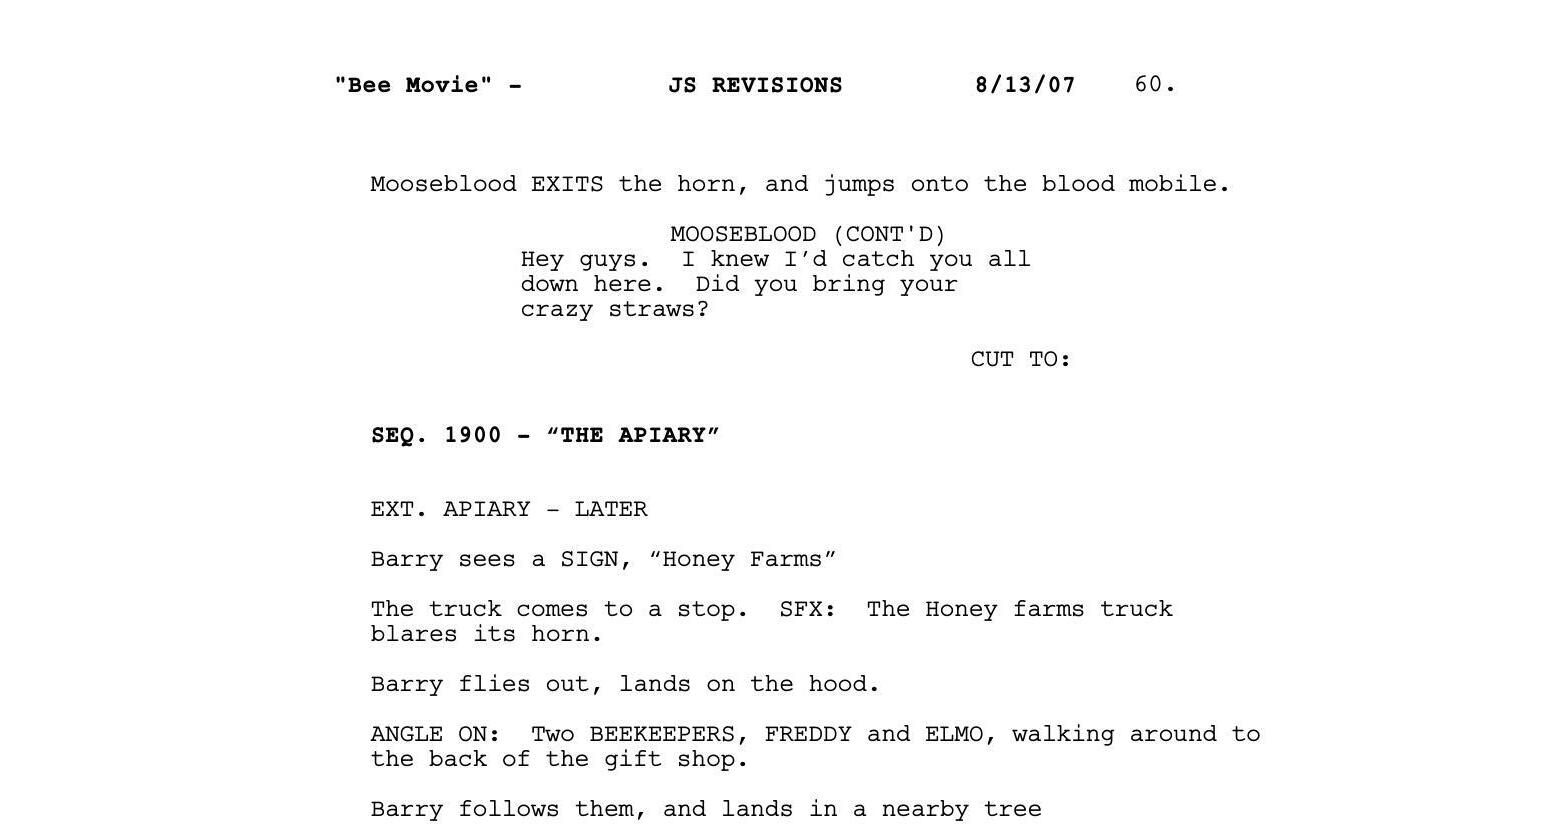 "Bee Movie" - JS REVISIONS 8/13/07 60.
Mooseblood EXITS the horn, and jumps onto the blood mobile.
MOOSEBLOOD (CONT'D)
Hey guys. I knew I’d catch you all
down here. Did you bring your
crazy straws?
CUT TO:
SEQ. 1900 - “THE APIARY”
EXT. APIARY - LATER
Barry sees a SIGN, “Honey Farms”
The truck comes to a stop. SFX: The Honey farms truck
blares its horn.
Barry flies out, lands on the hood.
ANGLE ON: Two BEEKEEPERS, FREDDY and ELMO, walking around to
the back of the gift shop.
Barry follows them, and lands in a nearby tree